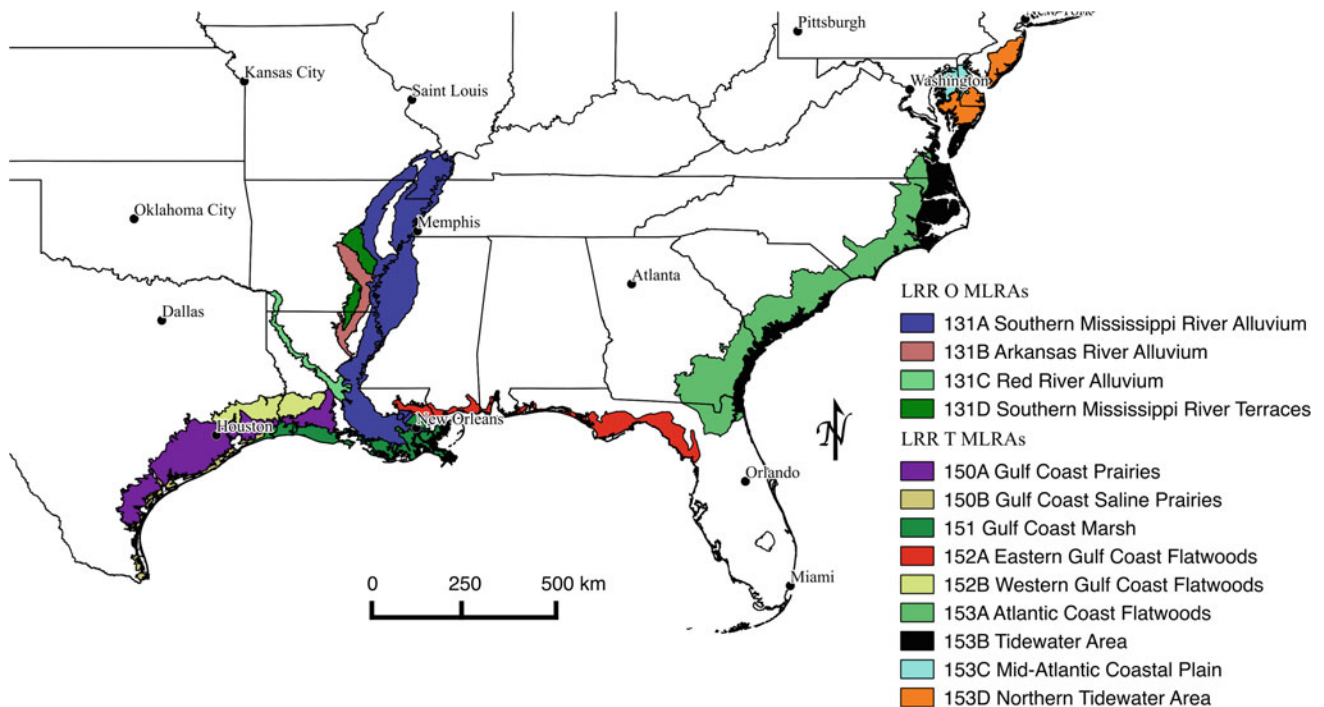 New York
Pittsburgh
Kansas City
Washington
Saint Louis
Oklahoma City
Memphis
Atlanta
Dallas
LRR O MLRAs
131A Southern Mississippi River Alluvium
131B Arkansas River Alluvium
131C Red River Alluvium
131D Southern Mississippi River Terraces
New Orleans
Houston
N
LRR T MLRAs
150A Gulf Coast Prairies
Orlando
150B Gulf Coast Saline Prairies
151 Gulf Coast Marsh
152A Eastern Gulf Coast Flatwoods
Miami
0 250 500 km
152B Western Gulf Coast Flatwoods
153A Atlantic Coast Flatwoods
153B Tidewater Area
153C Mid-Atlantic Coastal Plain
153D Northern Tidewater Area